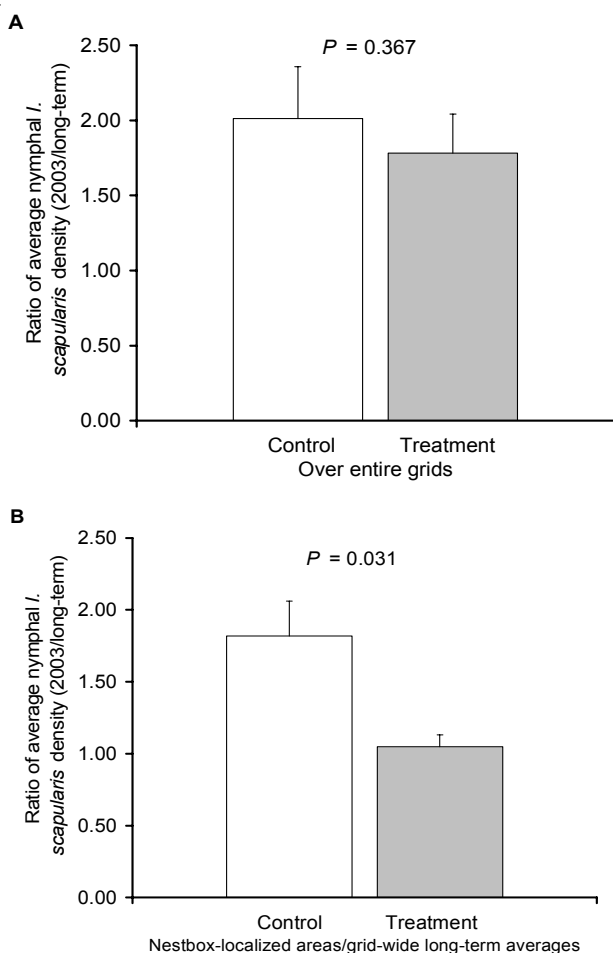 A
P = 0.367
Ratio of average nymphal I.
scapularis density (2003/long-term)
2.50
2.00
1.50
1.00
0.50
0.00
Control Treatment
Over entire grids
B
P = 0.031
Ratio of average nymphal I.
scapularis density (2003/long-term)
2.50
2.00
1.50
1.00
0.50
0.00
Control Treatment
Nestbox-localized areas/grid-wide long-term averages